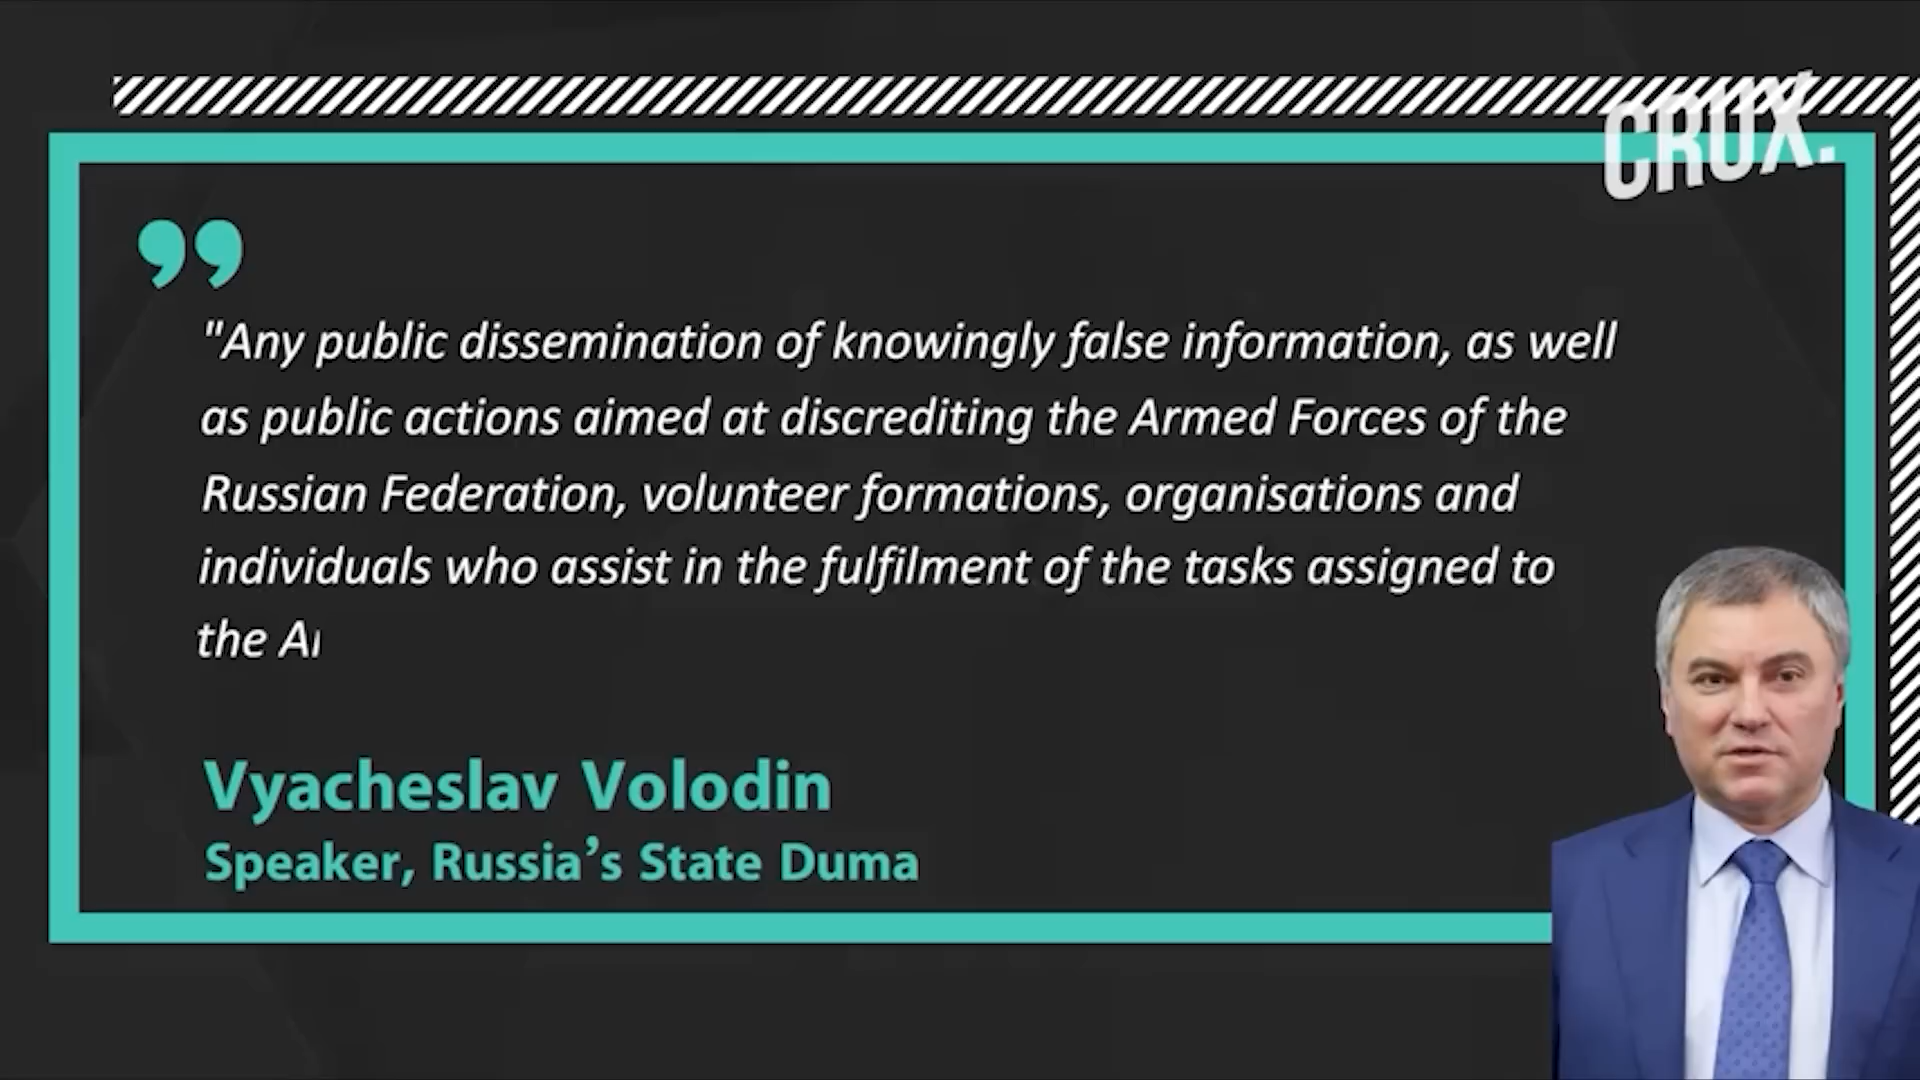 CRUX.
"Any public dissemination of knowingly false information, as well
as public actions aimed at discrediting the Armed Forces of the
Russian Federation, volunteer formations, organisations and
individuals who assist in the fulfilment of the tasks assigned to
the
Vyacheslav Volodin
Speaker, Russia’s State Duma